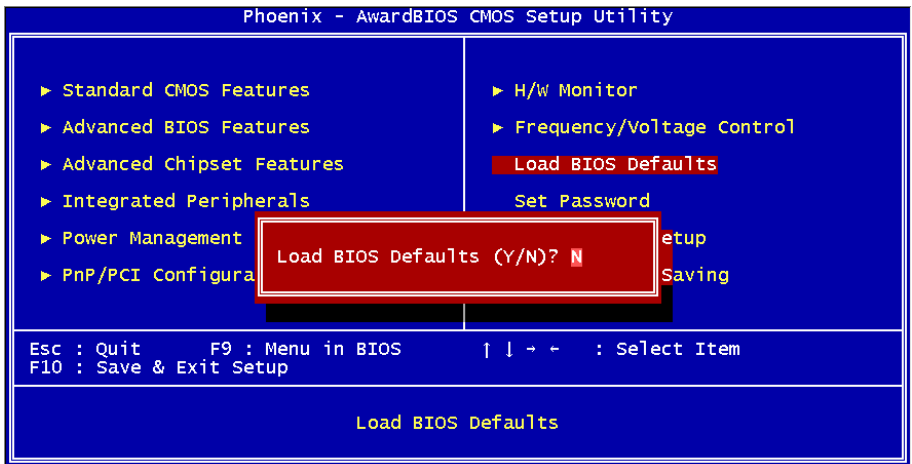 Phoenix - AwardBIOS CMOS Setup Utility
► Standard CMOS Features
► Advanced BIOS Features
► Advanced Chipset Features
► Integrated Peripherals
► Power Management
► PnP/PCI Configura
► H/W Monitor
► Frequency/Voltage Control
Load BIOS Defaults
Set Password
etup
Saving
Load BIOS Defaults (Y/N)? N
Esc : Quit F9 : Menu in BIOS ↑ ↓ → ← : Select Item
F10 : Save & Exit Setup
Load BIOS Defaults